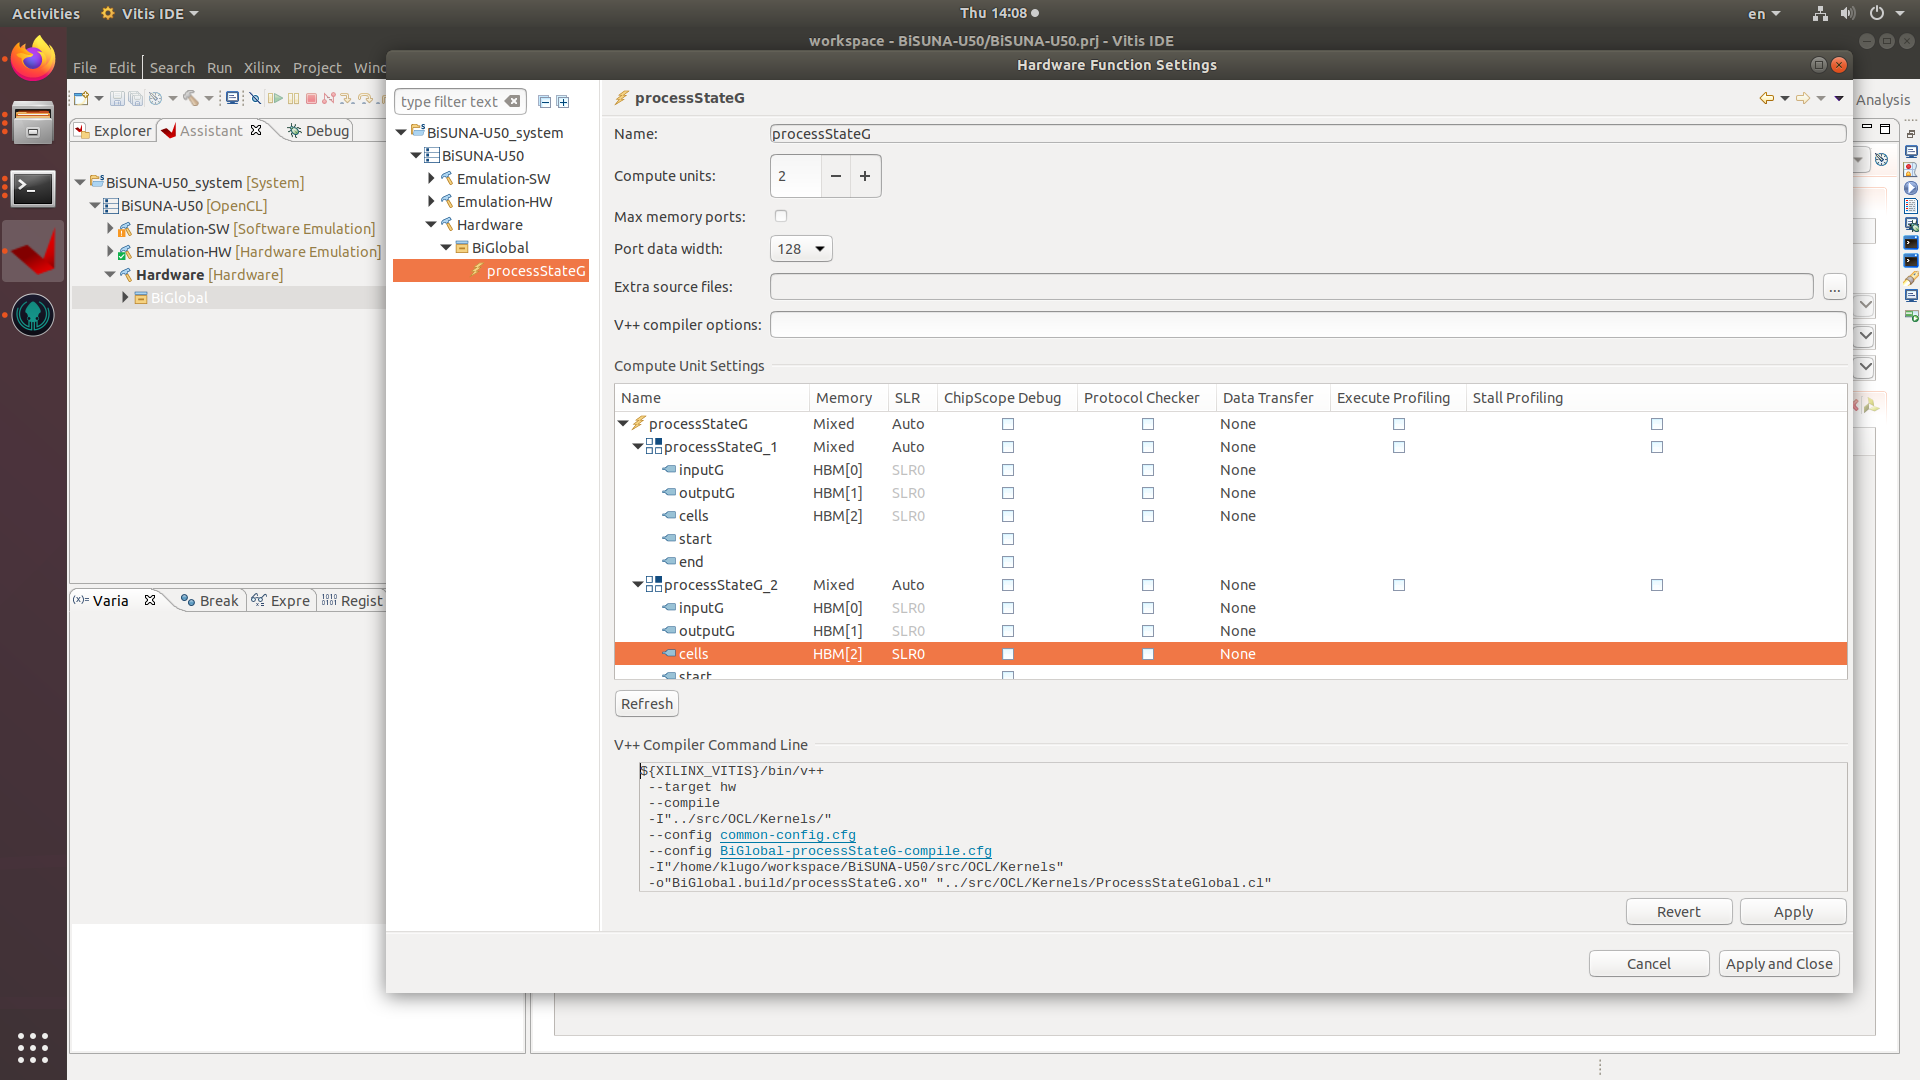 Activities Vitis IDE Thu 14:08 en
workspace - BiSUNA-U50/BiSUNA-U50.prj - Vitis IDE
File Edit Search Run Xilinx Project Wind
Hardware Function Settings
Analysis
Explorer Assistant Debug
BiSUNA-U50_system [System]
BiSUNA-U50 [OpenCL]
Emulation-SW [Software Emulation]
Emulation-HW [Hardware Emulation]
Hardware [Hardware]
BiGlobal
(x)= Varia Break Expre Regist
type filter text
BiSUNA-U50_system
BiSUNA-U50
Emulation-SW
Emulation-HW
Hardware
BiGlobal
processStateG
processStateG
Name: processStateG
Compute units: 2 − +
Max memory ports:
Port data width: 128
Extra source files: ...
V++ compiler options:
Compute Unit Settings
Name Memory SLR ChipScope Debug Protocol Checker Data Transfer Execute Profiling Stall Profiling
processStateG Mixed Auto None
processStateG_1 Mixed Auto None
inputG HBM[0] SLR0 None
outputG HBM[1] SLR0 None
cells HBM[2] SLR0 None
start
end
processStateG_2 Mixed Auto None
inputG HBM[0] SLR0 None
outputG HBM[1] SLR0 None
cells HBM[2] SLR0 None
start
Refresh
V++ Compiler Command Line
${XILINX_VITIS}/bin/v++
--target hw
--compile
-I"../src/OCL/Kernels/"
--config common-config.cfg
--config BiGlobal-processStateG-compile.cfg
-I"/home/klugo/workspace/BiSUNA-U50/src/OCL/Kernels"
-o"BiGlobal.build/processStateG.xo" "../src/OCL/Kernels/ProcessStateGlobal.cl"
Revert Apply
Cancel Apply and Close